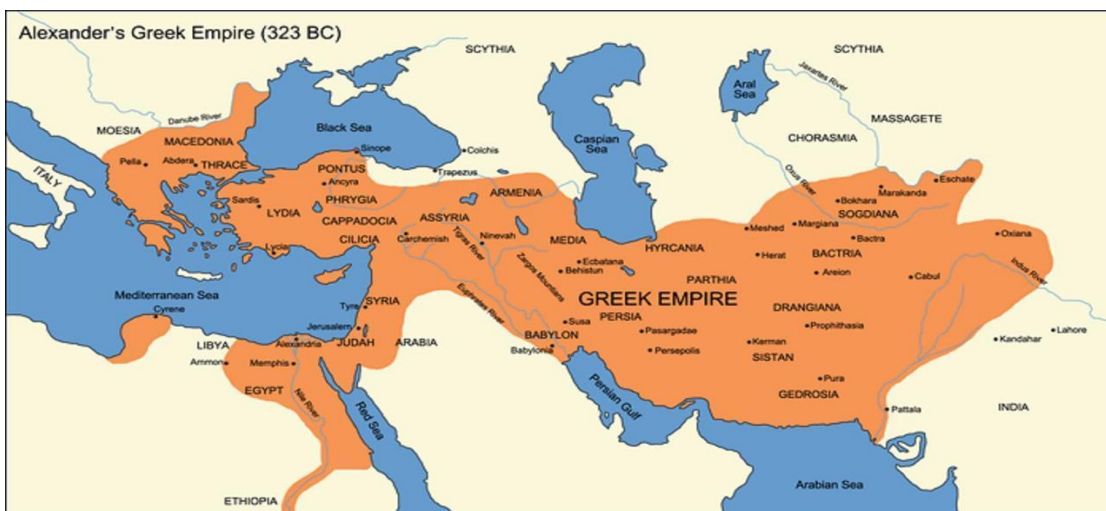 Alexander's Greek Empire (323 BC)
SCYTHIA
SCYTHIA
Aral
Sea
Jaxartes River
MASSAGETE
CHORASMIA
MOESIA
Danube River
MACEDONIA
Black Sea
Caspian
Sea
Pella
Abdera
THRACE
Sinope
Colchis
Trapezus
PONTUS
Ancyra
PHRYGIA
ARMENIA
Oxus River
Eschate
Marakanda
Bokhara
SOGDIANA
ITALY
Sardis
LYDIA
CAPPADOCIA
ASSYRIA
CILICIA
Carchemish
Tigras River
Ninevah
MEDIA
HYRCANIA
Meshed
Margiana
Bactra
BACTRIA
Oxiana
Lycia
Ecbatana
Behistun
Zargra Mountians
PARTHIA
Herat
Areion
Cabul
Indus River
Mediterranean Sea
Cyrene
Tyre
SYRIA
Euphrates River
GREEK EMPIRE
PERSIA
DRANGIANA
Prophthasia
Susa
Pasargadae
Lahore
Kandahar
Jerusalem
LIBYA
Alexandria
JUDAH
ARABIA
BABYLON
Babylonia
Persepolis
Kerman
SISTAN
Ammon
Memphis
EGYPT
Nile River
Red Sea
Persian Gulf
Pura
GEDROSIA
Pattala
INDIA
Arabian Sea
ETHIOPIA